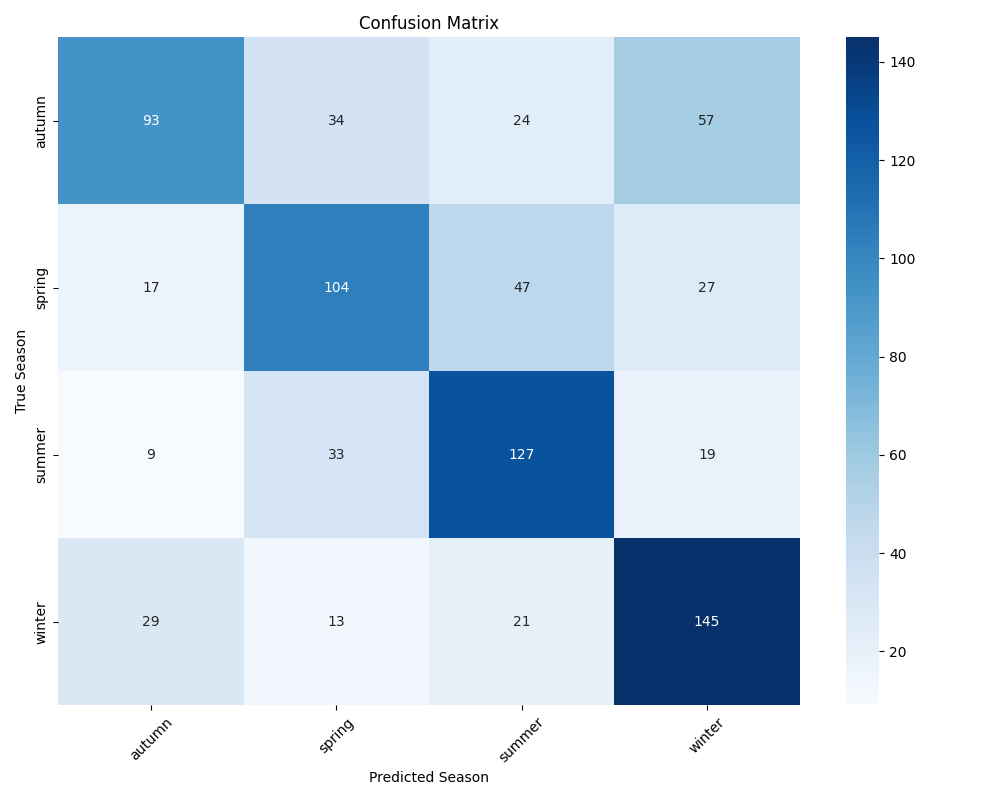 Confusion Matrix
True Season
autumn
93 34 24 57
spring
17 104 47 27
summer
9 33 127 19
winter
29 13 21 145
autumn spring summer winter
Predicted Season
140
120
100
80
60
40
20